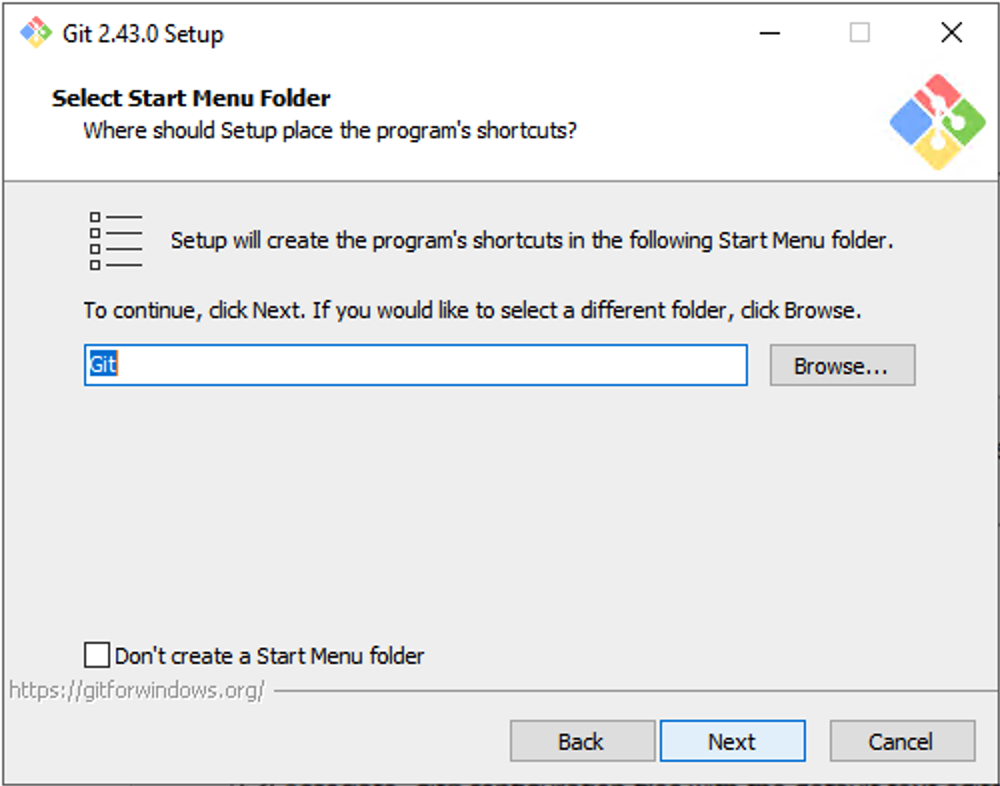 Git 2.43.0 Setup
Select Start Menu Folder
Where should Setup place the program's shortcuts?
Setup will create the program's shortcuts in the following Start Menu folder.
To continue, click Next. If you would like to select a different folder, click Browse.
Git
Browse...
Don't create a Start Menu folder
https://gitforwindows.org/
Back
Next
Cancel